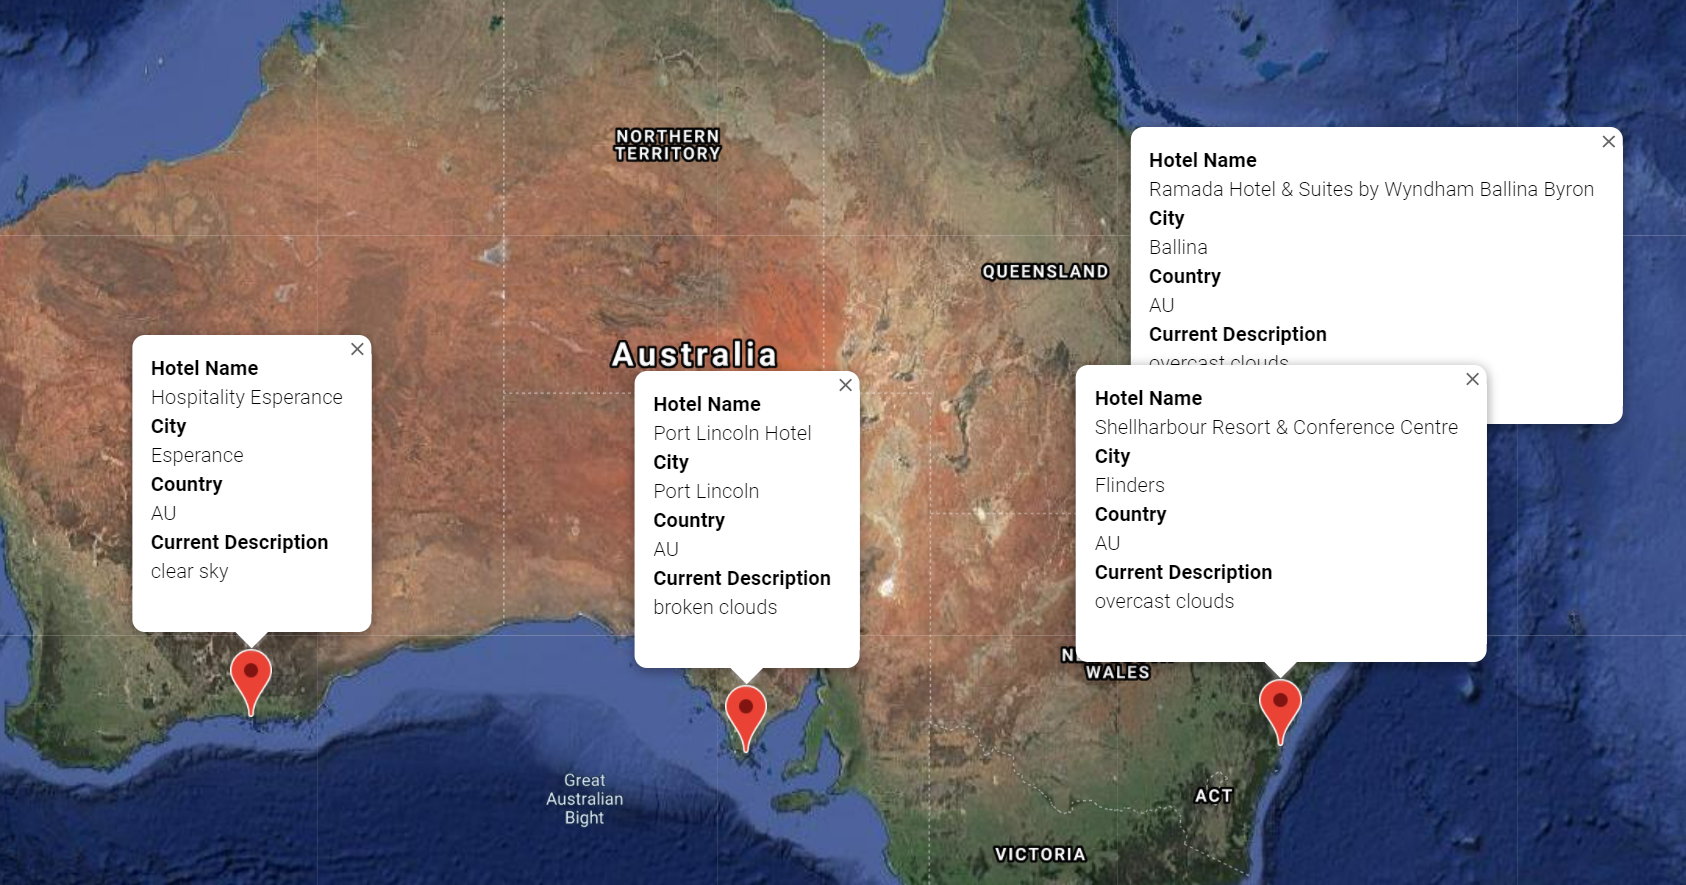 NORTHERN
TERRITORY
QUEENSLAND
Australia
Hotel Name
Ramada Hotel & Suites by Wyndham Ballina Byron
City
Ballina
Country
AU
Current Description
overcast clouds
Hotel Name
Hospitality Esperance
City
Esperance
Country
AU
Current Description
clear sky
Hotel Name
Port Lincoln Hotel
City
Port Lincoln
Country
AU
Current Description
broken clouds
Hotel Name
Shellharbour Resort & Conference Centre
City
Flinders
Country
AU
Current Description
overcast clouds
WALES
Great
Australian
Bight
ACT
VICTORIA